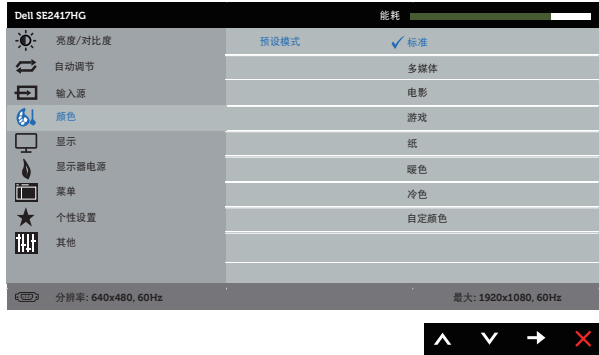 Dell SE2417HG 能耗
亮度/对比度 预设模式 标准
自动调节 多媒体
输入源 电影
颜色 游戏
显示 纸
显示器电源 暖色
菜单 冷色
个性设置 自定颜色
其他
分辨率: 640x480, 60Hz 最大: 1920x1080, 60Hz